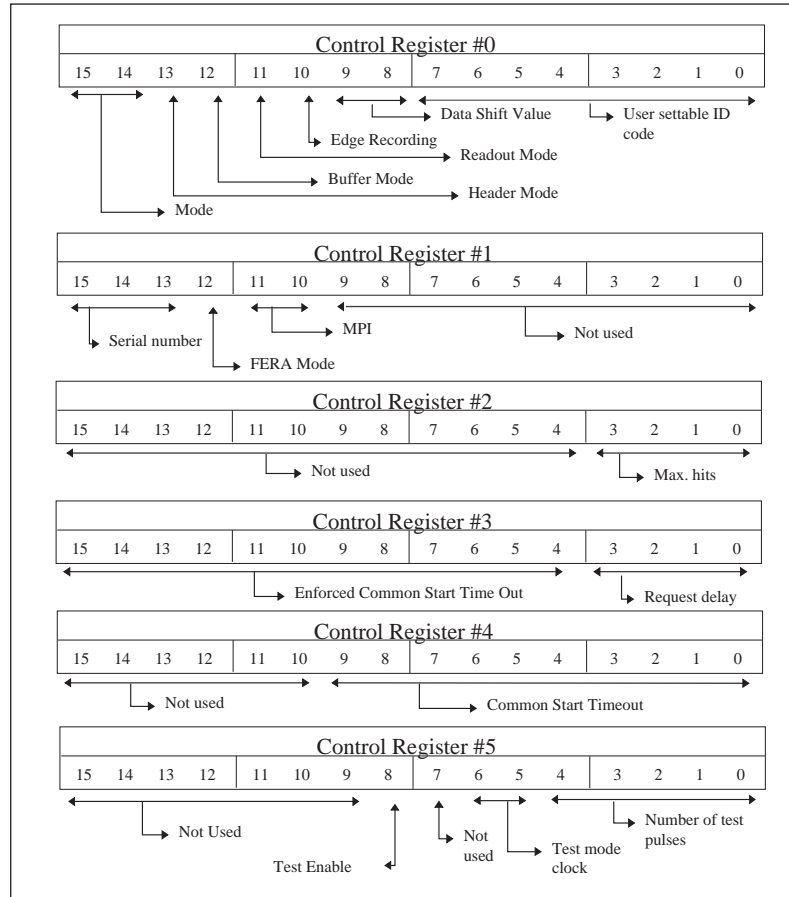 Control Register #0
15 14 13 12 11 10 9 8 7 6 5 4 3 2 1 0
Data Shift Value
User settable ID
code
Edge Recording
Readout Mode
Buffer Mode
Header Mode
Mode
Control Register #1
15 14 13 12 11 10 9 8 7 6 5 4 3 2 1 0
Serial number
MPI
Not used
FERA Mode
Control Register #2
15 14 13 12 11 10 9 8 7 6 5 4 3 2 1 0
Not used
Max. hits
Control Register #3
15 14 13 12 11 10 9 8 7 6 5 4 3 2 1 0
Enforced Common Start Time Out
Request delay
Control Register #4
15 14 13 12 11 10 9 8 7 6 5 4 3 2 1 0
Not used
Common Start Timeout
Control Register #5
15 14 13 12 11 10 9 8 7 6 5 4 3 2 1 0
Not Used
Test Enable
Not
used
Test mode
clock
Number of test
pulses